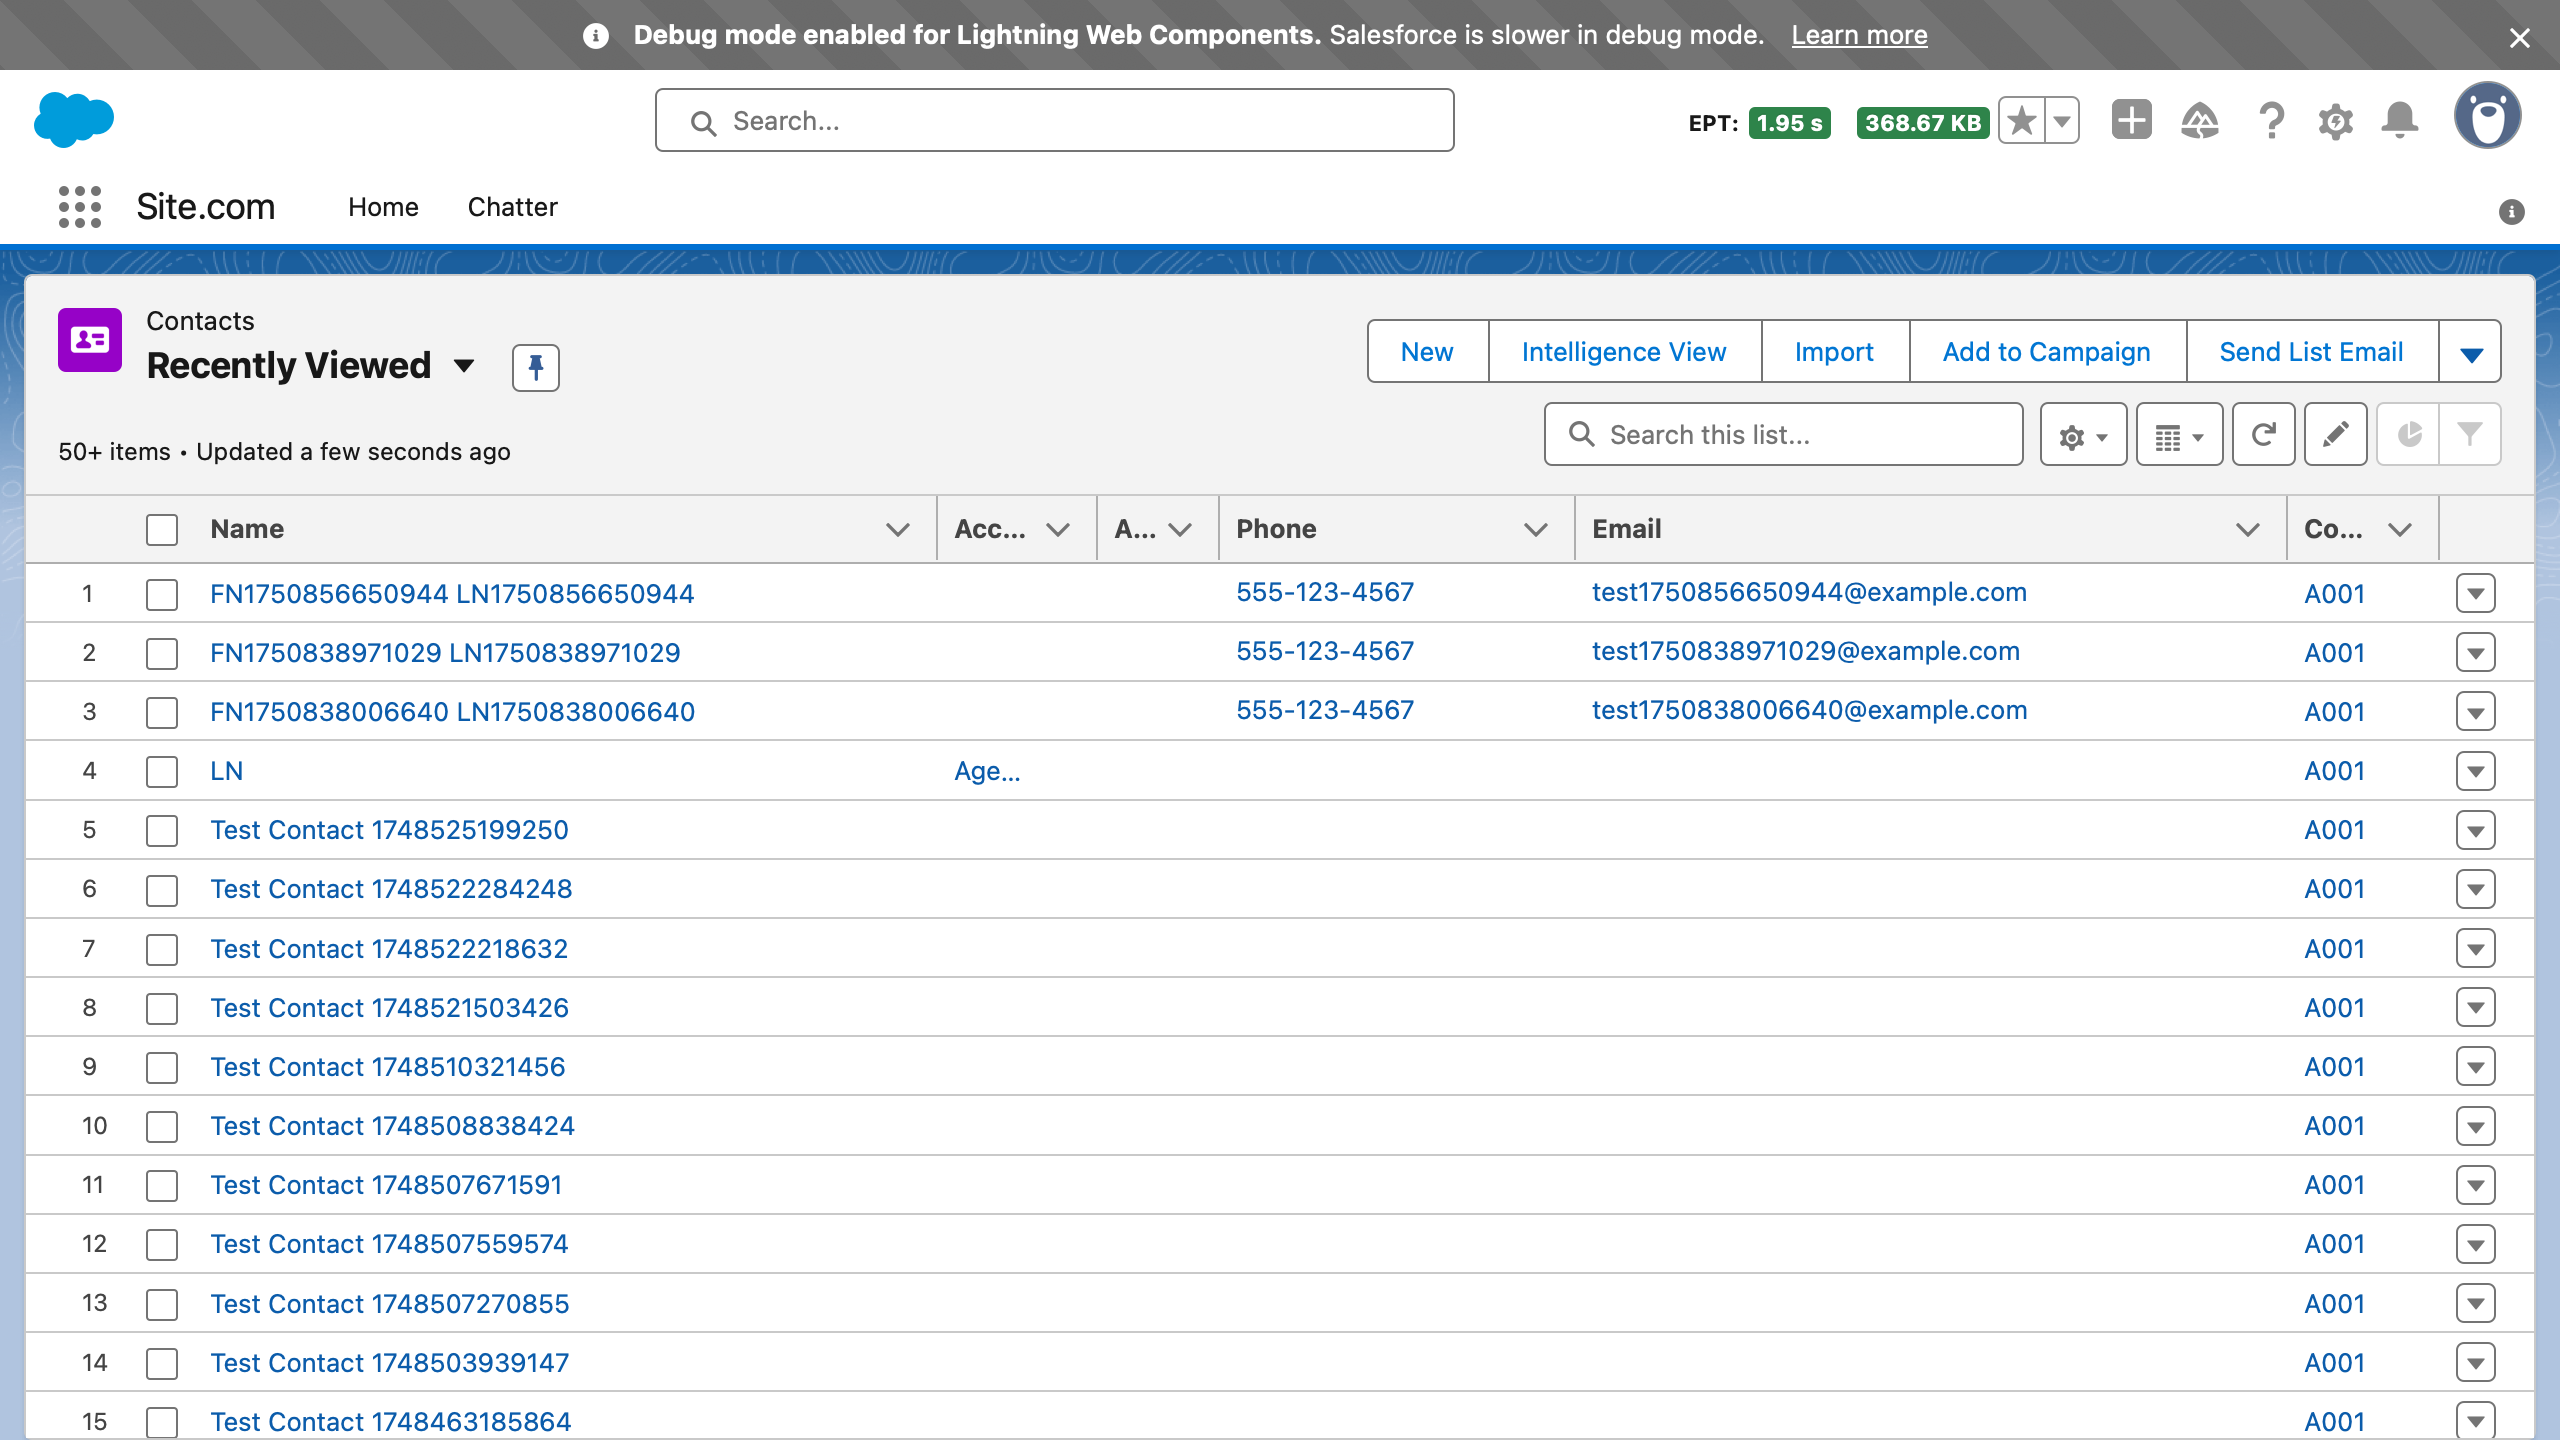 Debug mode enabled for Lightning Web Components. Salesforce is slower in debug mode. Learn more
Search...
EPT: 1.95 s 368.67 KB
Site.com Home Chatter
Contacts
Recently Viewed
New Intelligence View Import Add to Campaign Send List Email
50+ items • Updated a few seconds ago
Search this list...
Name Acc... A... Phone Email Co...
1 FN1750856650944 LN1750856650944 555-123-4567 test1750856650944@example.com A001
2 FN1750838971029 LN1750838971029 555-123-4567 test1750838971029@example.com A001
3 FN1750838006640 LN1750838006640 555-123-4567 test1750838006640@example.com A001
4 LN Age... A001
5 Test Contact 1748525199250 A001
6 Test Contact 1748522284248 A001
7 Test Contact 1748522218632 A001
8 Test Contact 1748521503426 A001
9 Test Contact 1748510321456 A001
10 Test Contact 1748508838424 A001
11 Test Contact 1748507671591 A001
12 Test Contact 1748507559574 A001
13 Test Contact 1748507270855 A001
14 Test Contact 1748503939147 A001
15 Test Contact 1748463185864 A001